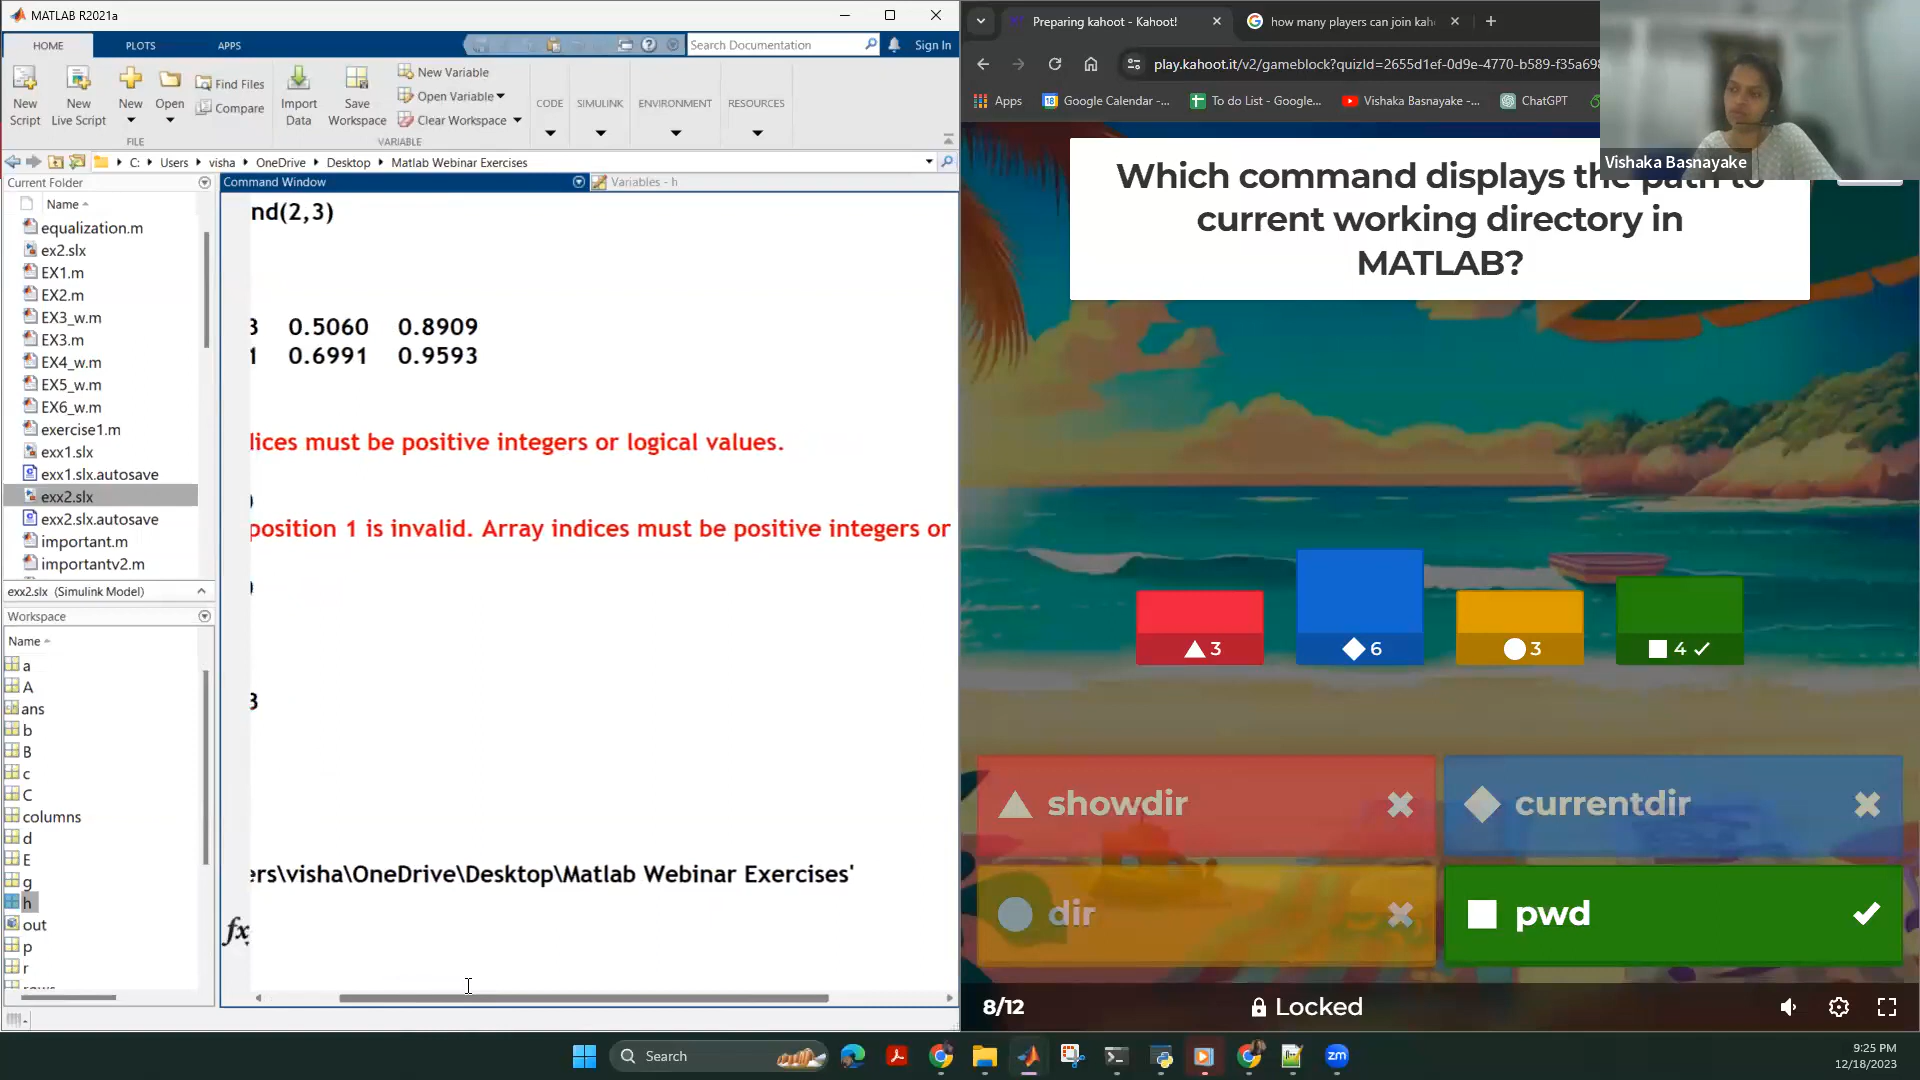 MATLAB R2021a
HOME PLOTS APPS
Search Documentation
Sign In
New Script
New Live Script
New
Open
Find Files
Compare
Import Data
Save Workspace
New Variable
Open Variable
Clear Workspace
CODE
SIMULINK
ENVIRONMENT
RESOURCES
FILE
VARIABLE
C: Users visha OneDrive Desktop Matlab Webinar Exercises
Current Folder
Name
equalization.m
ex2.slx
EX1.m
EX2.m
EX3_w.m
EX3.m
EX4_w.m
EX5_w.m
EX6_w.m
exercise1.m
exx1.slx
exx1.slx.autosave
exx2.slx
exx2.slx.autosave
important.m
importantv2.m
exx2.slx (Simulink Model)
Workspace
Name
a
A
ans
b
B
c
C
columns
d
E
g
h
out
p
r
Command Window
Variables - h
nd(2,3)
3 0.5060 0.8909
1 0.6991 0.9593
dices must be positive integers or logical values.
)
position 1 is invalid. Array indices must be positive integers or
)
3
ers\visha\OneDrive\Desktop\Matlab Webinar Exercises'
fx
Preparing kahoot - Kahoot!
how many players can join kah
play.kahoot.it/v2/gameblock?quizId=2655d1ef-0d9e-4770-b589-f35a698
Apps
Google Calendar -...
To do List - Google...
Vishaka Basnayake -...
ChatGPT
Vishaka Basnayake
Which command displays the path to
current working directory in
MATLAB?
3
6
3
4
showdir
currentdir
dir
pwd
8/12
Locked
Search
zm
9:25 PM
12/18/2023